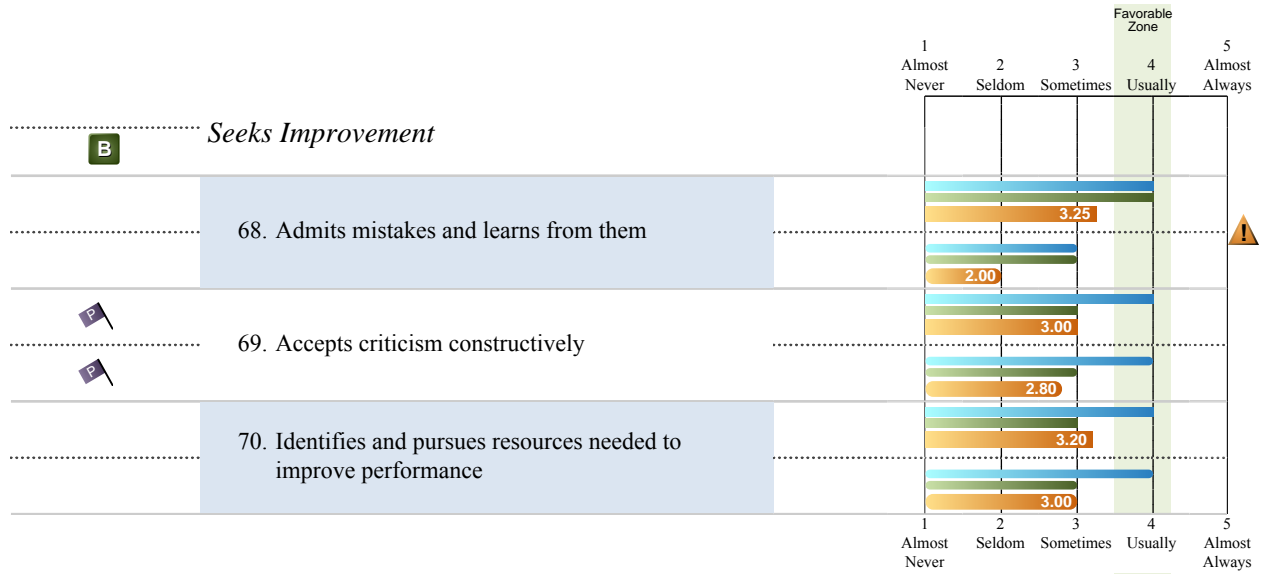 Favorable
Zone
1 5
Almost 2 3 4 Almost
Never Seldom Sometimes Usually Always
Seeks Improvement
B
68. Admits mistakes and learns from them
3.25
!
2.00
P
69. Accepts criticism constructively
3.00
P
2.80
70. Identifies and pursues resources needed to
improve performance
3.20
3.00
1 2 3 4 5
Almost Seldom Sometimes Usually Almost
Never Always